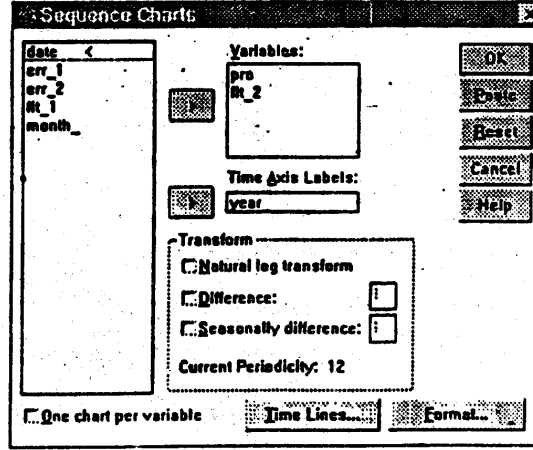 Sequence Charts
date <
err_1
err_2
fit_1
month_
Variables:
pro
fit_2
Time Axis Labels:
year
Transform
Natural log transform
Difference:
Seasonally difference:
Current Periodicity: 12
One chart per variable
OK
Paste
Reset
Cancel
Help
Time Lines...
Format...